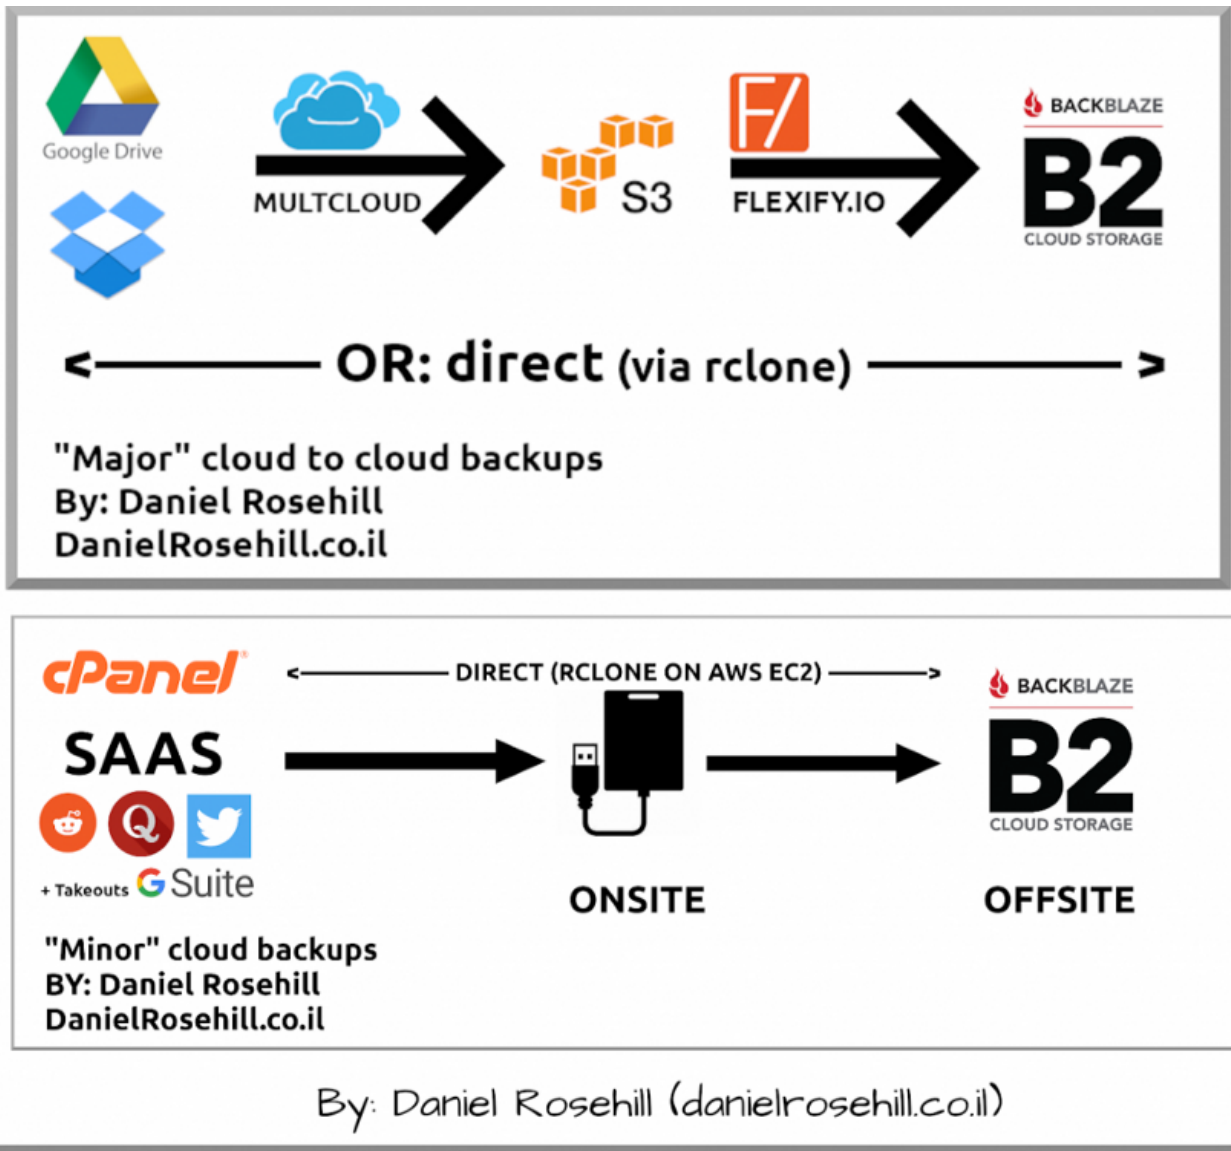 Google Drive
MULTCLOUD
S3
F/
FLEXIFY.IO
BACKBLAZE
B2
CLOUD STORAGE
< OR: direct (via rclone) >
"Major" cloud to cloud backups
By: Daniel Rosehill
DanielRosehill.co.il
cPanel®
SAAS
Q
+ Takeouts G Suite
< DIRECT (RCLONE ON AWS EC2) >
ONSITE
BACKBLAZE
B2
CLOUD STORAGE
OFFSITE
"Minor" cloud backups
BY: Daniel Rosehill
DanielRosehill.co.il
By: Daniel Rosehill (danielrosehill.co.il)